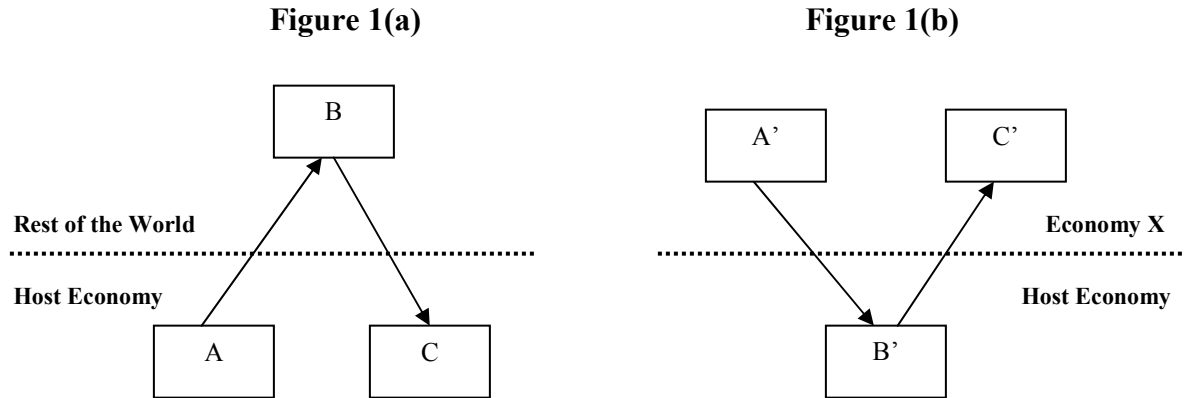 Figure 1(a)
B
Rest of the World
Host Economy
A
C
Figure 1(b)
A’
C’
Economy X
Host Economy
B’